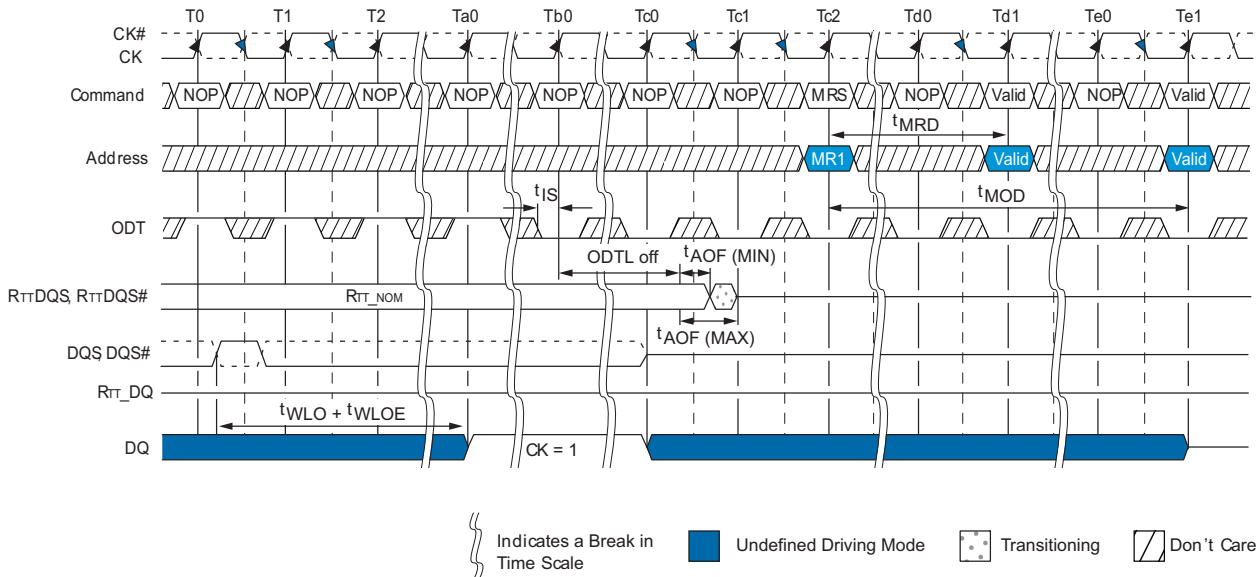 T0 T1 T2 Ta0 Tb0 Tc0 Tc1 Tc2 Td0 Td1 Te0 Te1
CK#
CK
Command NOP NOP NOP NOP NOP NOP NOP MRS NOP Valid NOP Valid
tMRD
Address MR1 Valid Valid
tIS tMOD
ODT
ODTL off tAOF (MIN)
RTTDQS, RTTDQS# RTT_NOM
tAOF (MAX)
DQS, DQS#
RTT_DQ
tWLO + tWLOE
DQ CK = 1
Indicates a Break in
Time Scale
Undefined Driving Mode
Transitioning
Don't Care